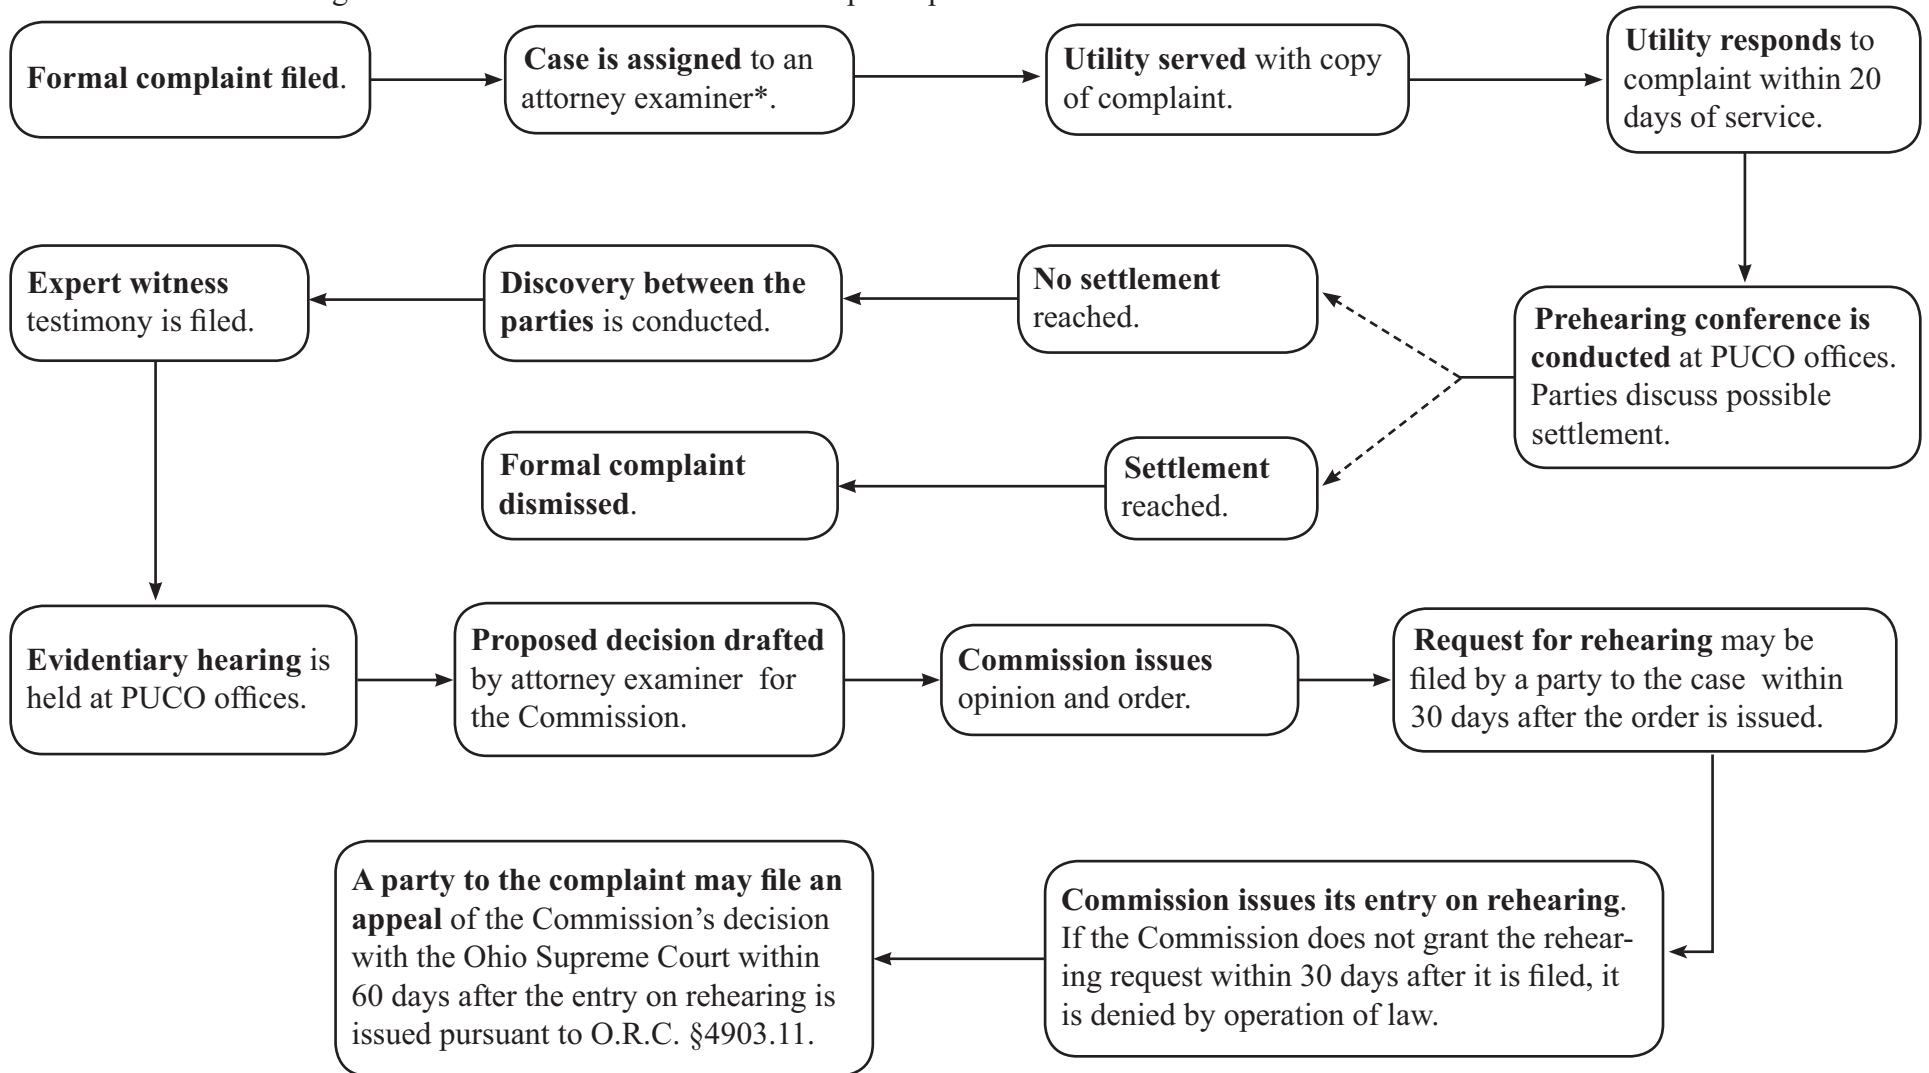 Formal complaint filed.
Case is assigned to an
attorney examiner*.
Utility served with copy
of complaint.
Utility responds to
complaint within 20
days of service.
Expert witness
testimony is filed.
Discovery between the
parties is conducted.
No settlement
reached.
Prehearing conference is
conducted at PUCO offices.
Parties discuss possible
settlement.
Formal complaint
dismissed.
Settlement
reached.
Evidentiary hearing is
held at PUCO offices.
Proposed decision drafted
by attorney examiner for
the Commission.
Commission issues
opinion and order.
Request for rehearing may be
filed by a party to the case within
30 days after the order is issued.
A party to the complaint may file an
appeal of the Commission’s decision
with the Ohio Supreme Court within
60 days after the entry on rehearing is
issued pursuant to O.R.C. §4903.11.
Commission issues its entry on rehearing.
If the Commission does not grant the rehear-
ing request within 30 days after it is filed, it
is denied by operation of law.